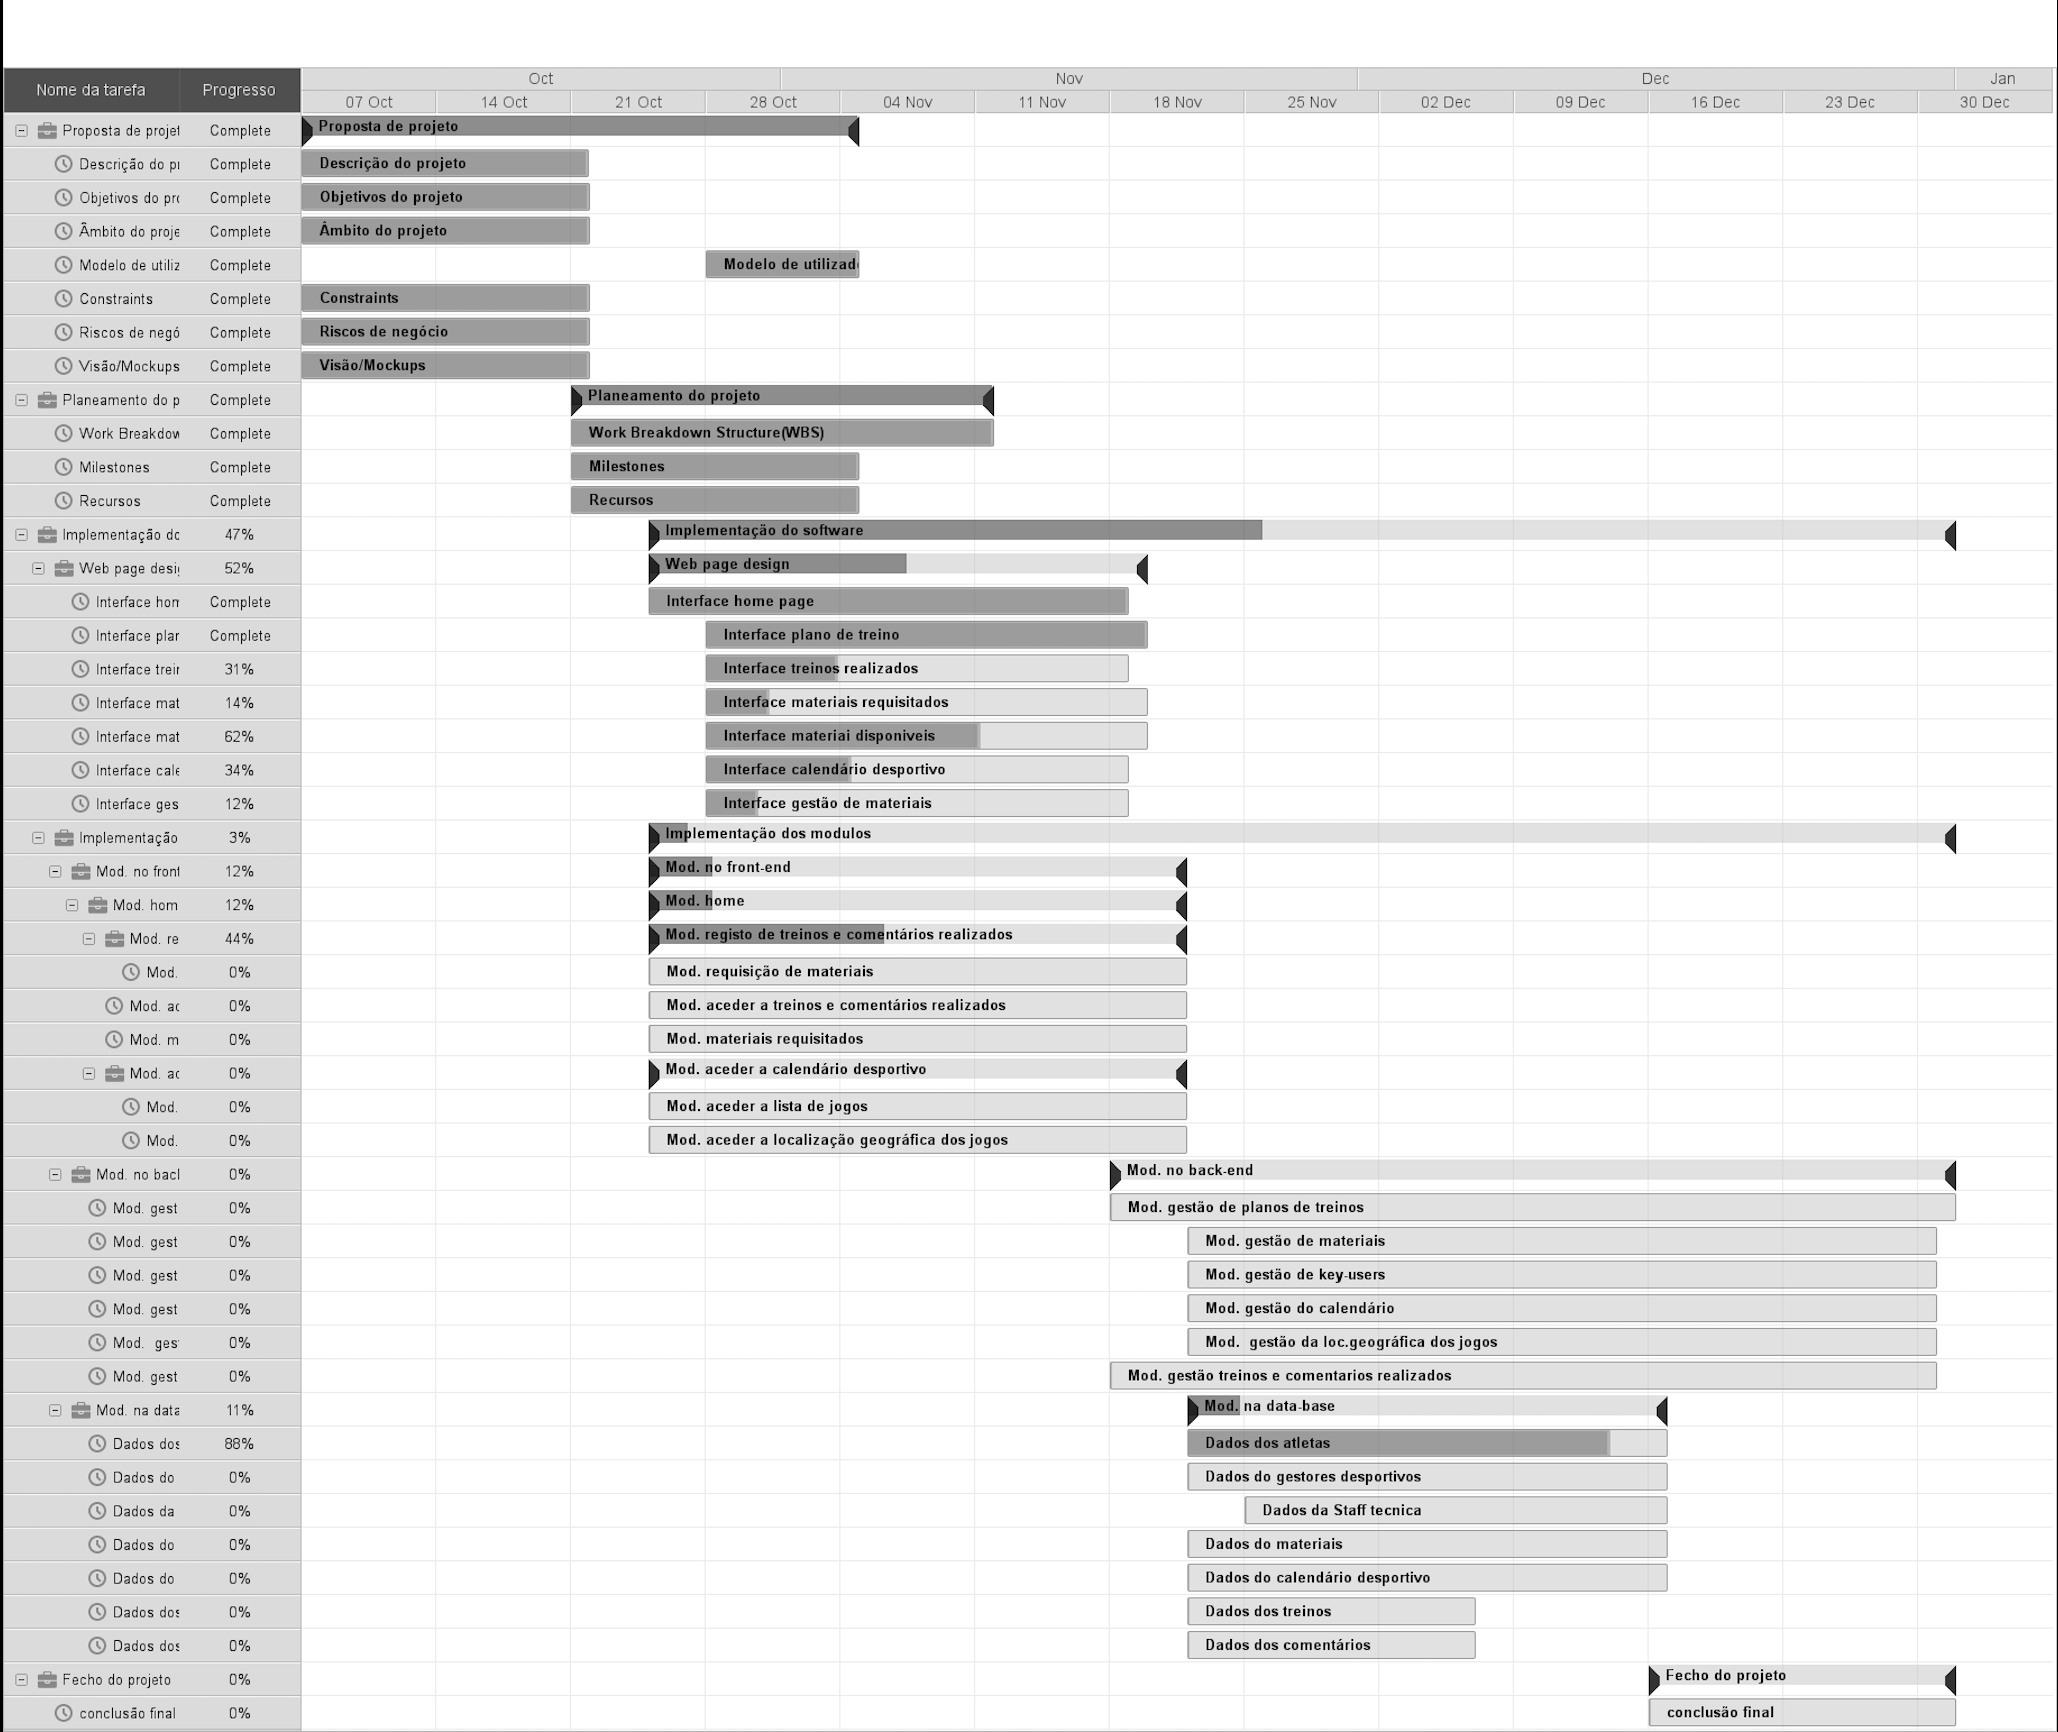 Nome da tarefa Progresso Oct Nov Dec Jan
07 Oct 14 Oct 21 Oct 28 Oct 04 Nov 11 Nov 18 Nov 25 Nov 02 Dec 09 Dec 16 Dec 23 Dec 30 Dec
Proposta de projet Complete Proposta de projeto
Descrição do pr Complete Descrição do projeto
Objetivos do pro Complete Objetivos do projeto
Âmbito do proje Complete Âmbito do projeto
Modelo de utiliz Complete Modelo de utilizad
Constraints Complete Constraints
Riscos de negó Complete Riscos de negócio
Visão/Mockups Complete Visão/Mockups
Planeamento do p Complete Planeamento do projeto
Work Breakdow Complete Work Breakdown Structure(WBS)
Milestones Complete Milestones
Recursos Complete Recursos
Implementação do 47% Implementação do software
Web page desig 52% Web page design
Interface hom Complete Interface home page
Interface plar Complete Interface plano de treino
Interface trein 31% Interface treinos realizados
Interface mat 14% Interface materiais requisitados
Interface mat 62% Interface materiai disponiveis
Interface cale 34% Interface calendário desportivo
Interface ges 12% Interface gestão de materiais
Implementação 3% Implementação dos modulos
Mod. no front 12% Mod. no front-end
Mod. hom 12% Mod. home
Mod. re 44% Mod. registo de treinos e comentários realizados
Mod. 0% Mod. requisição de materiais
Mod. ac 0% Mod. aceder a treinos e comentários realizados
Mod. m 0% Mod. materiais requisitados
Mod. ac 0% Mod. aceder a calendário desportivo
Mod. 0% Mod. aceder a lista de jogos
Mod. 0% Mod. aceder a localização geográfica dos jogos
Mod. no bacl 0% Mod. no back-end
Mod. gest 0% Mod. gestão de planos de treinos
Mod. gest 0% Mod. gestão de materiais
Mod. gest 0% Mod. gestão de key-users
Mod. gest 0% Mod. gestão do calendário
Mod. ges 0% Mod. gestão da loc.geográfica dos jogos
Mod. gest 0% Mod. gestão treinos e comentarios realizados
Mod. na data 11% Mod. na data-base
Dados dos 88% Dados dos atletas
Dados do 0% Dados do gestores desportivos
Dados da 0% Dados da Staff tecnica
Dados do 0% Dados do materiais
Dados do 0% Dados do calendário desportivo
Dados dos 0% Dados dos treinos
Dados dos 0% Dados dos comentários
Fecho do projeto 0% Fecho do projeto
conclusão final 0% conclusão final